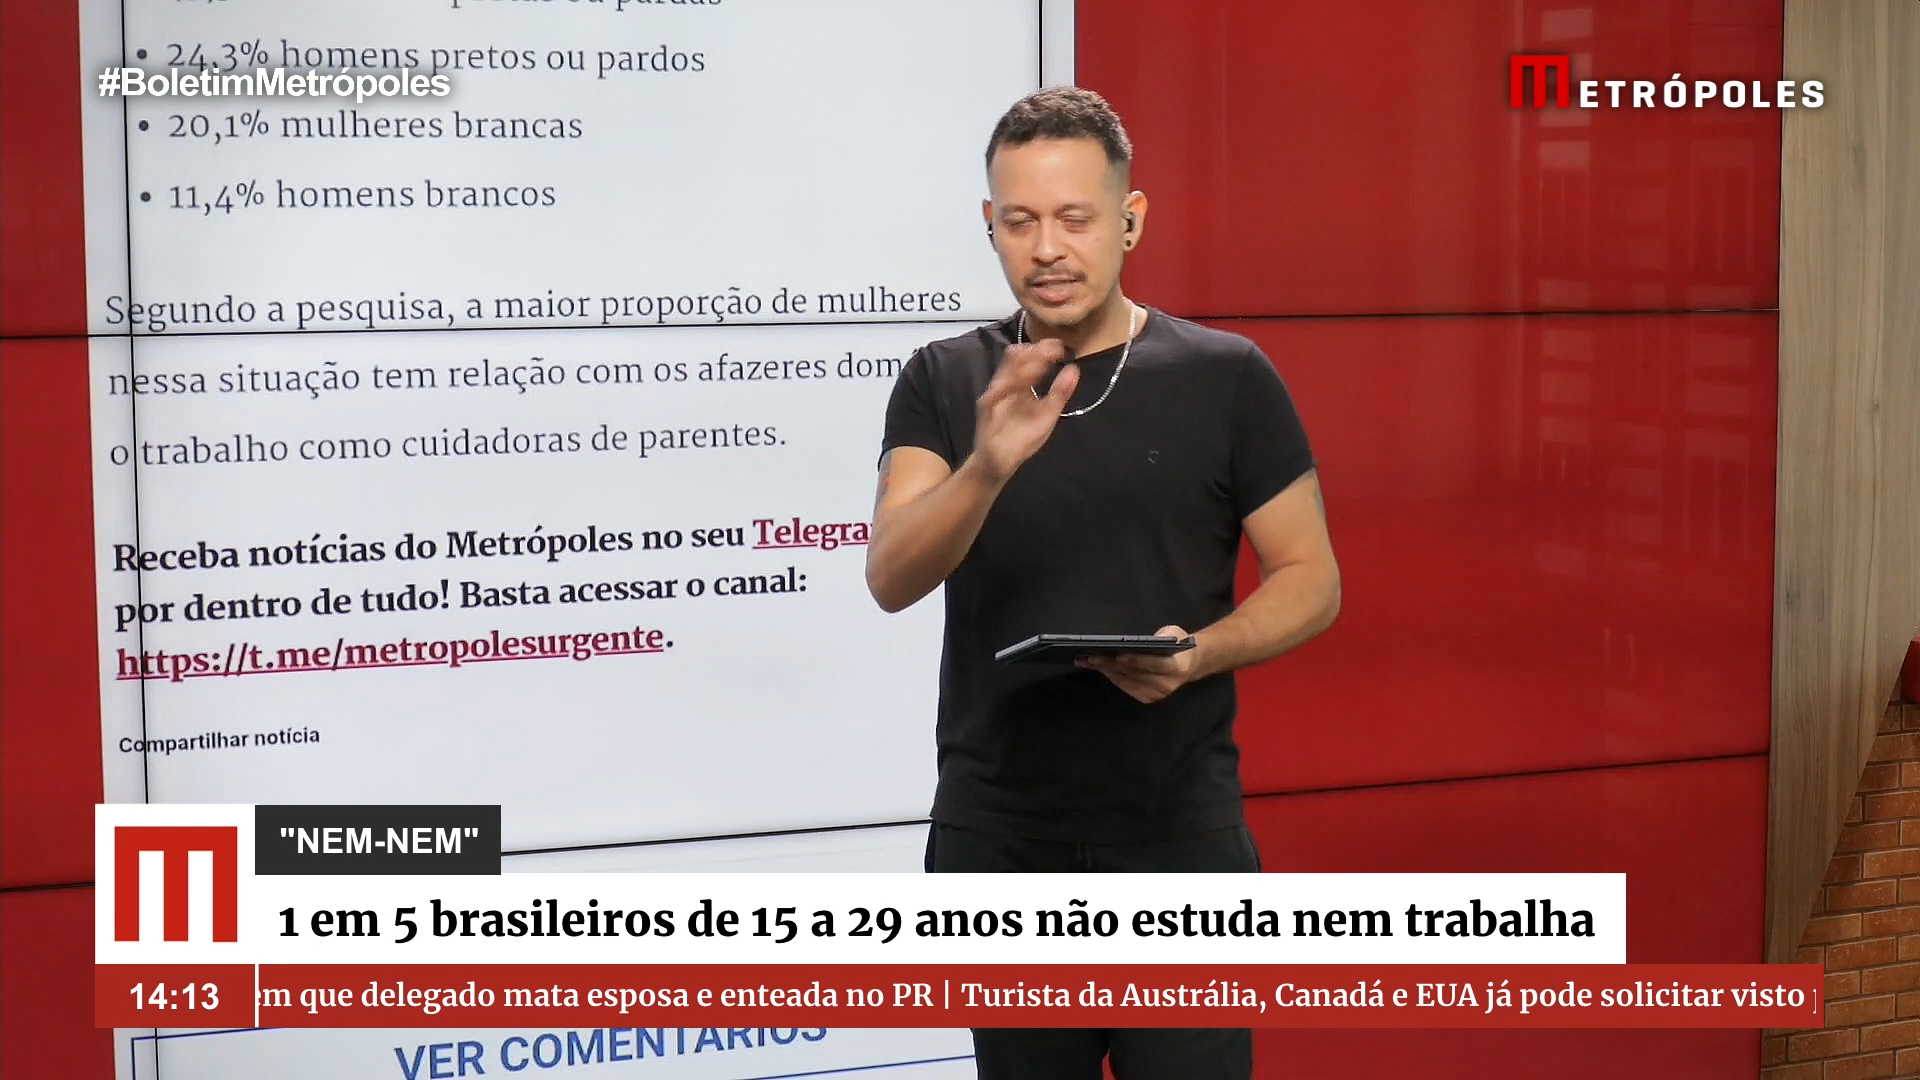 24,3% homens pretos ou pardos
#BoletimMetrópoles
METRÓPOLES
20,1% mulheres brancas
11,4% homens brancos
Segundo a pesquisa, a maior proporção de mulheres
nessa situação tem relação com os afazeres dom
o trabalho como cuidadoras de parentes.
Receba notícias do Metrópoles no seu Telegra
por dentro de tudo! Basta acessar o canal:
https://t.me/metropolesurgente.
Compartilhar notícia
"NEM-NEM"
1 em 5 brasileiros de 15 a 29 anos não estuda nem trabalha
14:13
em que delegado mata esposa e enteada no PR | Turista da Austrália, Canadá e EUA já pode solicitar visto
VER COMENTÁRIOS